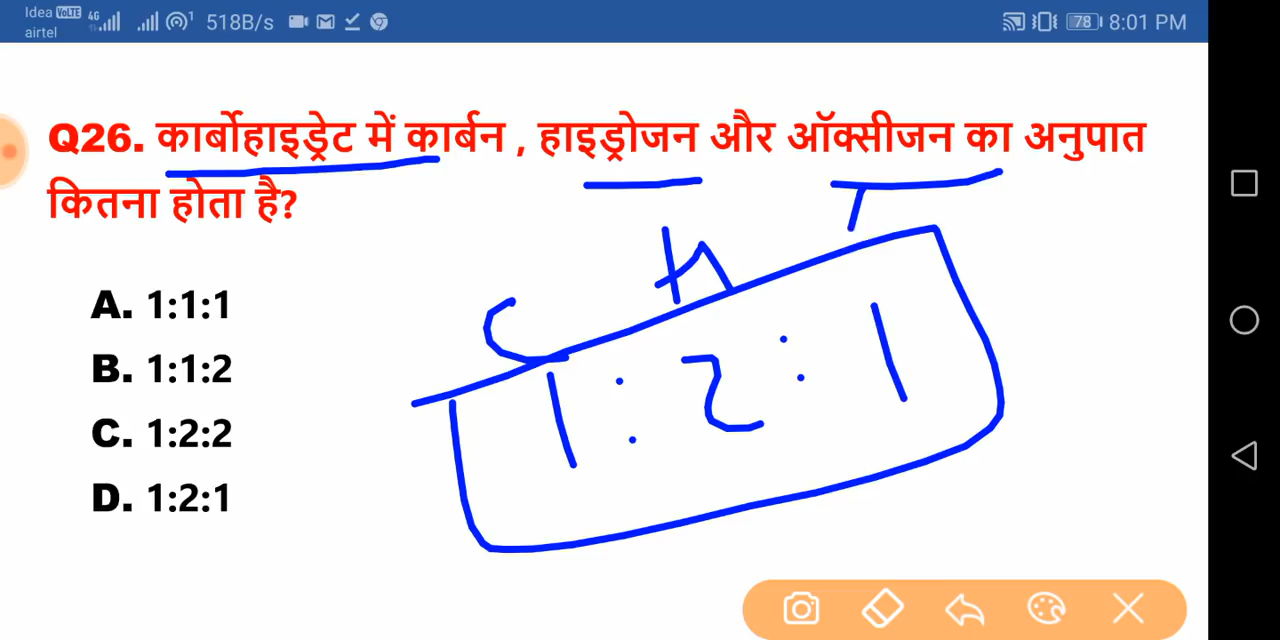 Idea VoLTE 4G 518B/s 78 8:01 PM
airtel
Q26. कार्बोहाइड्रेट में कार्बन , हाइड्रोजन और ऑक्सीजन का अनुपात
कितना होता है?
A. 1:1:1
B. 1:1:2
C. 1:2:2
D. 1:2:1
C H
1 : 2 : 1